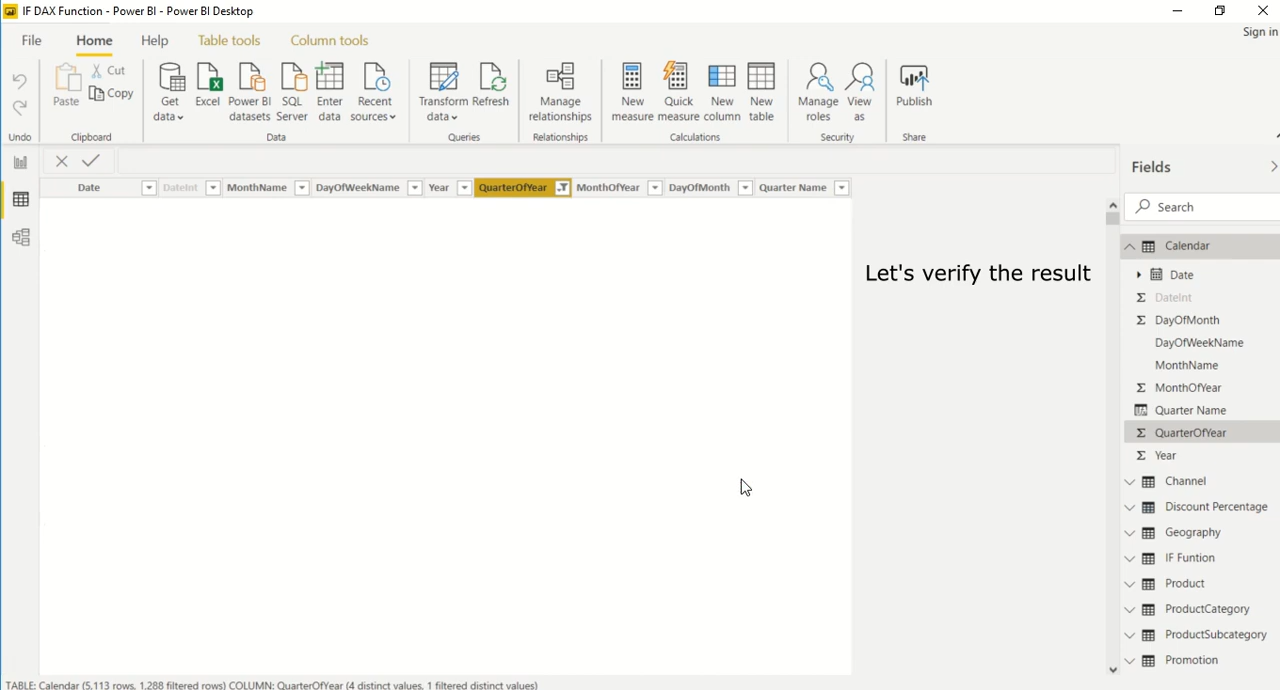 IF DAX Function - Power BI - Power BI Desktop
Sign in
File Home Help Table tools Column tools
Paste
Cut
Copy
Undo
Clipboard
Get data
Excel
Power BI datasets
SQL Server
Enter data
Recent sources
Data
Transform data
Refresh
Queries
Manage relationships
Relationships
New measure
Quick measure
New column
New table
Calculations
Manage roles
View as
Security
Publish
Share
Date DateInt MonthName DayOfWeekName Year QuarterOfYear MonthOfYear DayOfMonth Quarter Name
Let's verify the result
Fields
Search
Calendar
Date
DateInt
DayOfMonth
DayOfWeekName
MonthName
MonthOfYear
Quarter Name
QuarterOfYear
Year
Channel
Discount Percentage
Geography
IF Funtion
Product
ProductCategory
ProductSubcategory
Promotion
TABLE: Calendar (5,113 rows, 1,288 filtered rows) COLUMN: QuarterOfYear (4 distinct values, 1 filtered distinct values)